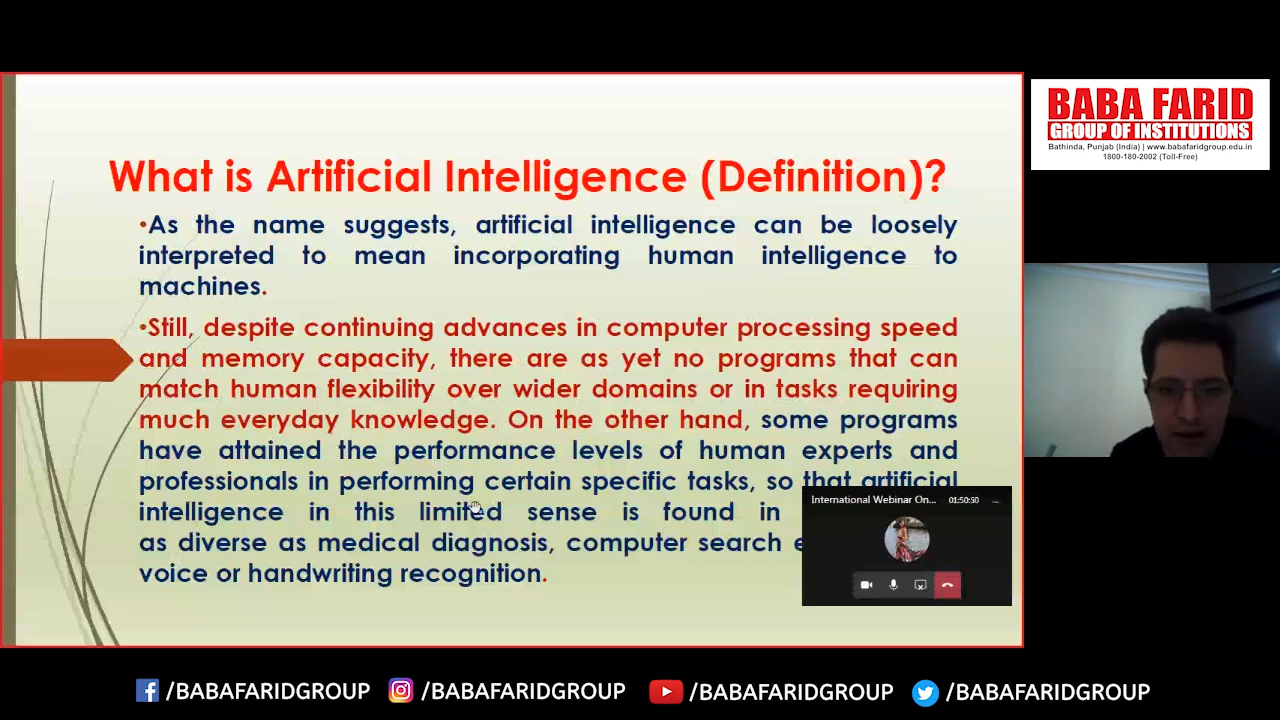 What is Artificial Intelligence (Definition)?
•As the name suggests, artificial intelligence can be loosely
interpreted to mean incorporating human intelligence to
machines.
•Still, despite continuing advances in computer processing speed
and memory capacity, there are as yet no programs that can
match human flexibility over wider domains or in tasks requiring
much everyday knowledge. On the other hand, some programs
have attained the performance levels of human experts and
professionals in performing certain specific tasks, so that artificial
intelligence in this limited sense is found in
as diverse as medical diagnosis, computer search
voice or handwriting recognition.
International Webinar On... 01:50:50
BABA FARID
GROUP OF INSTITUTIONS
Bathinda, Punjab (India) | www.babafaridgroup.edu.in
1800-180-2002 (Toll-Free)
/BABAFARIDGROUP /BABAFARIDGROUP /BABAFARIDGROUP /BABAFARIDGROUP